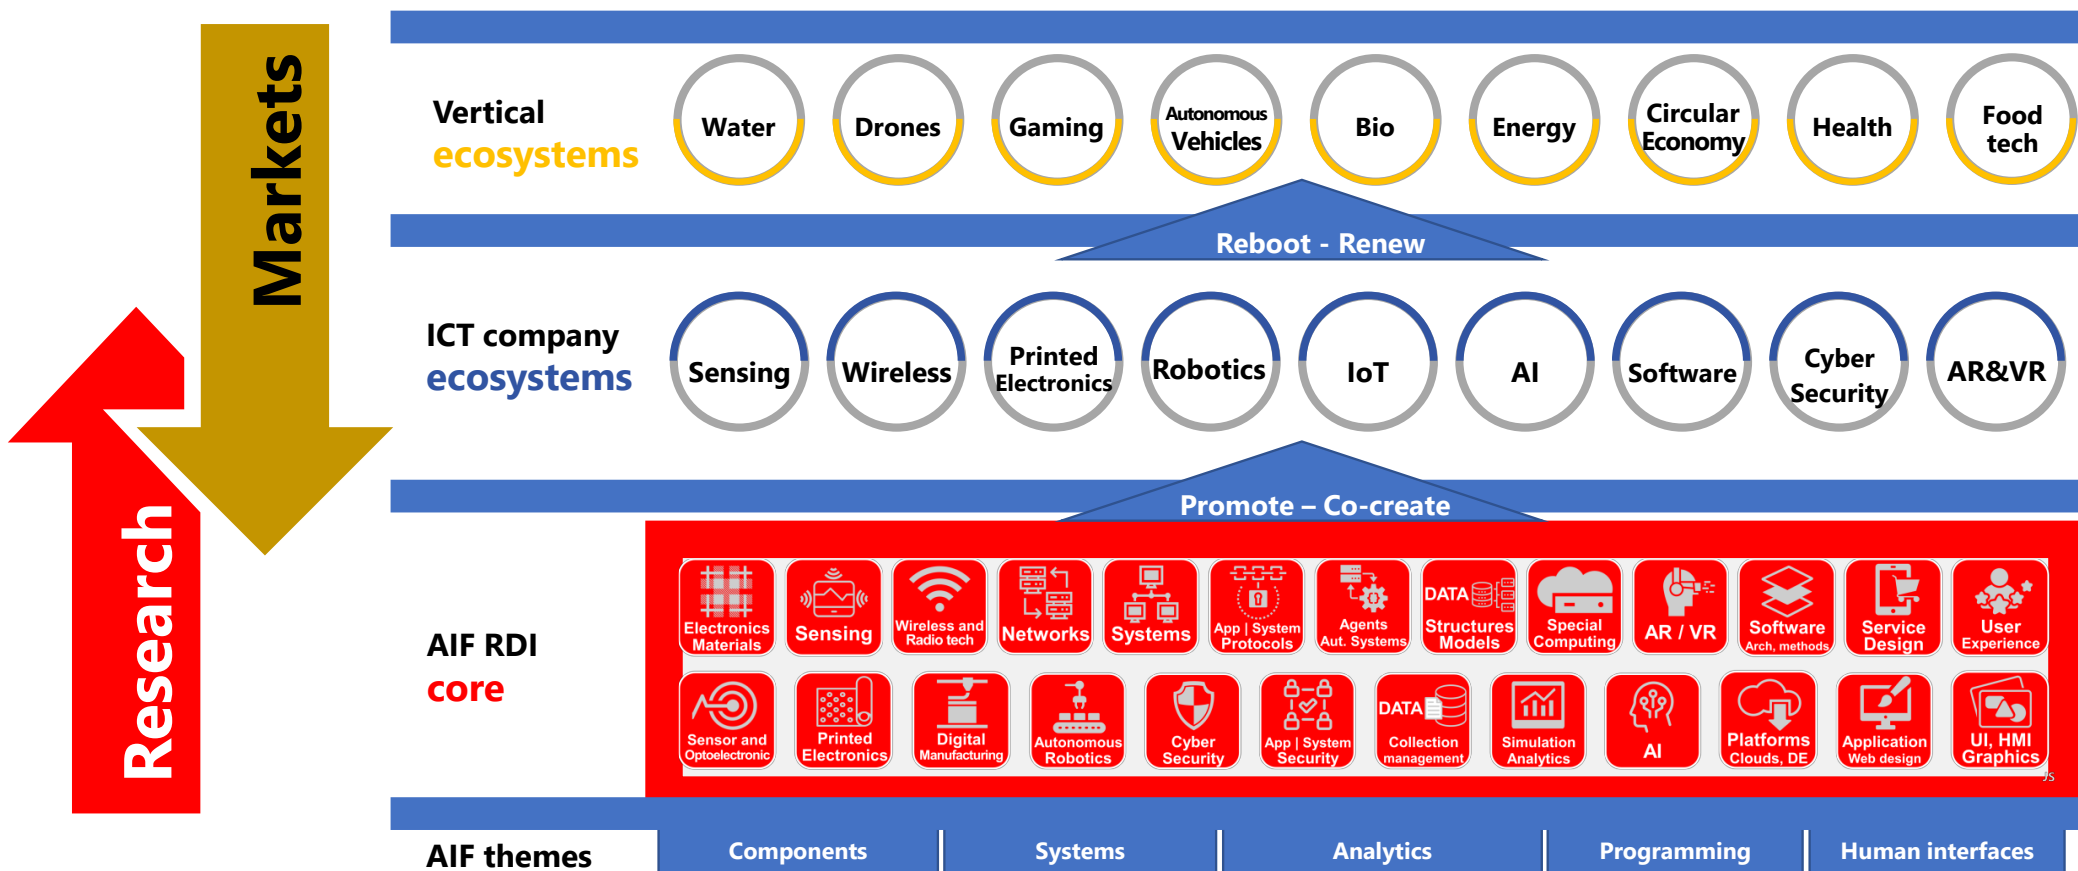 Markets
Research
Vertical
ecosystems
Water
Drones
Gaming
Autonomous
Vehicles
Bio
Energy
Circular
Economy
Health
Food
tech
Reboot - Renew
ICT company
ecosystems
Sensing
Wireless
Printed
Electronics
Robotics
IoT
AI
Software
Cyber
Security
AR&VR
Promote – Co-create
AIF RDI
core
Electronics
Materials
Sensing
Wireless and
Radio tech
Networks
Systems
App | System
Protocols
Agents
Aut. Systems
DATA
Structures
Models
Special
Computing
AR / VR
Software
Arch, methods
Service
Design
User
Experience
Sensor and
Optoelectronic
Printed
Electronics
Digital
Manufacturing
Autonomous
Robotics
Cyber
Security
App | System
Security
DATA
Collection
management
Simulation
Analytics
AI
Platforms
Clouds, DE
Application
Web design
UI, HMI
Graphics
JS
AIF themes
Components
Systems
Analytics
Programming
Human interfaces